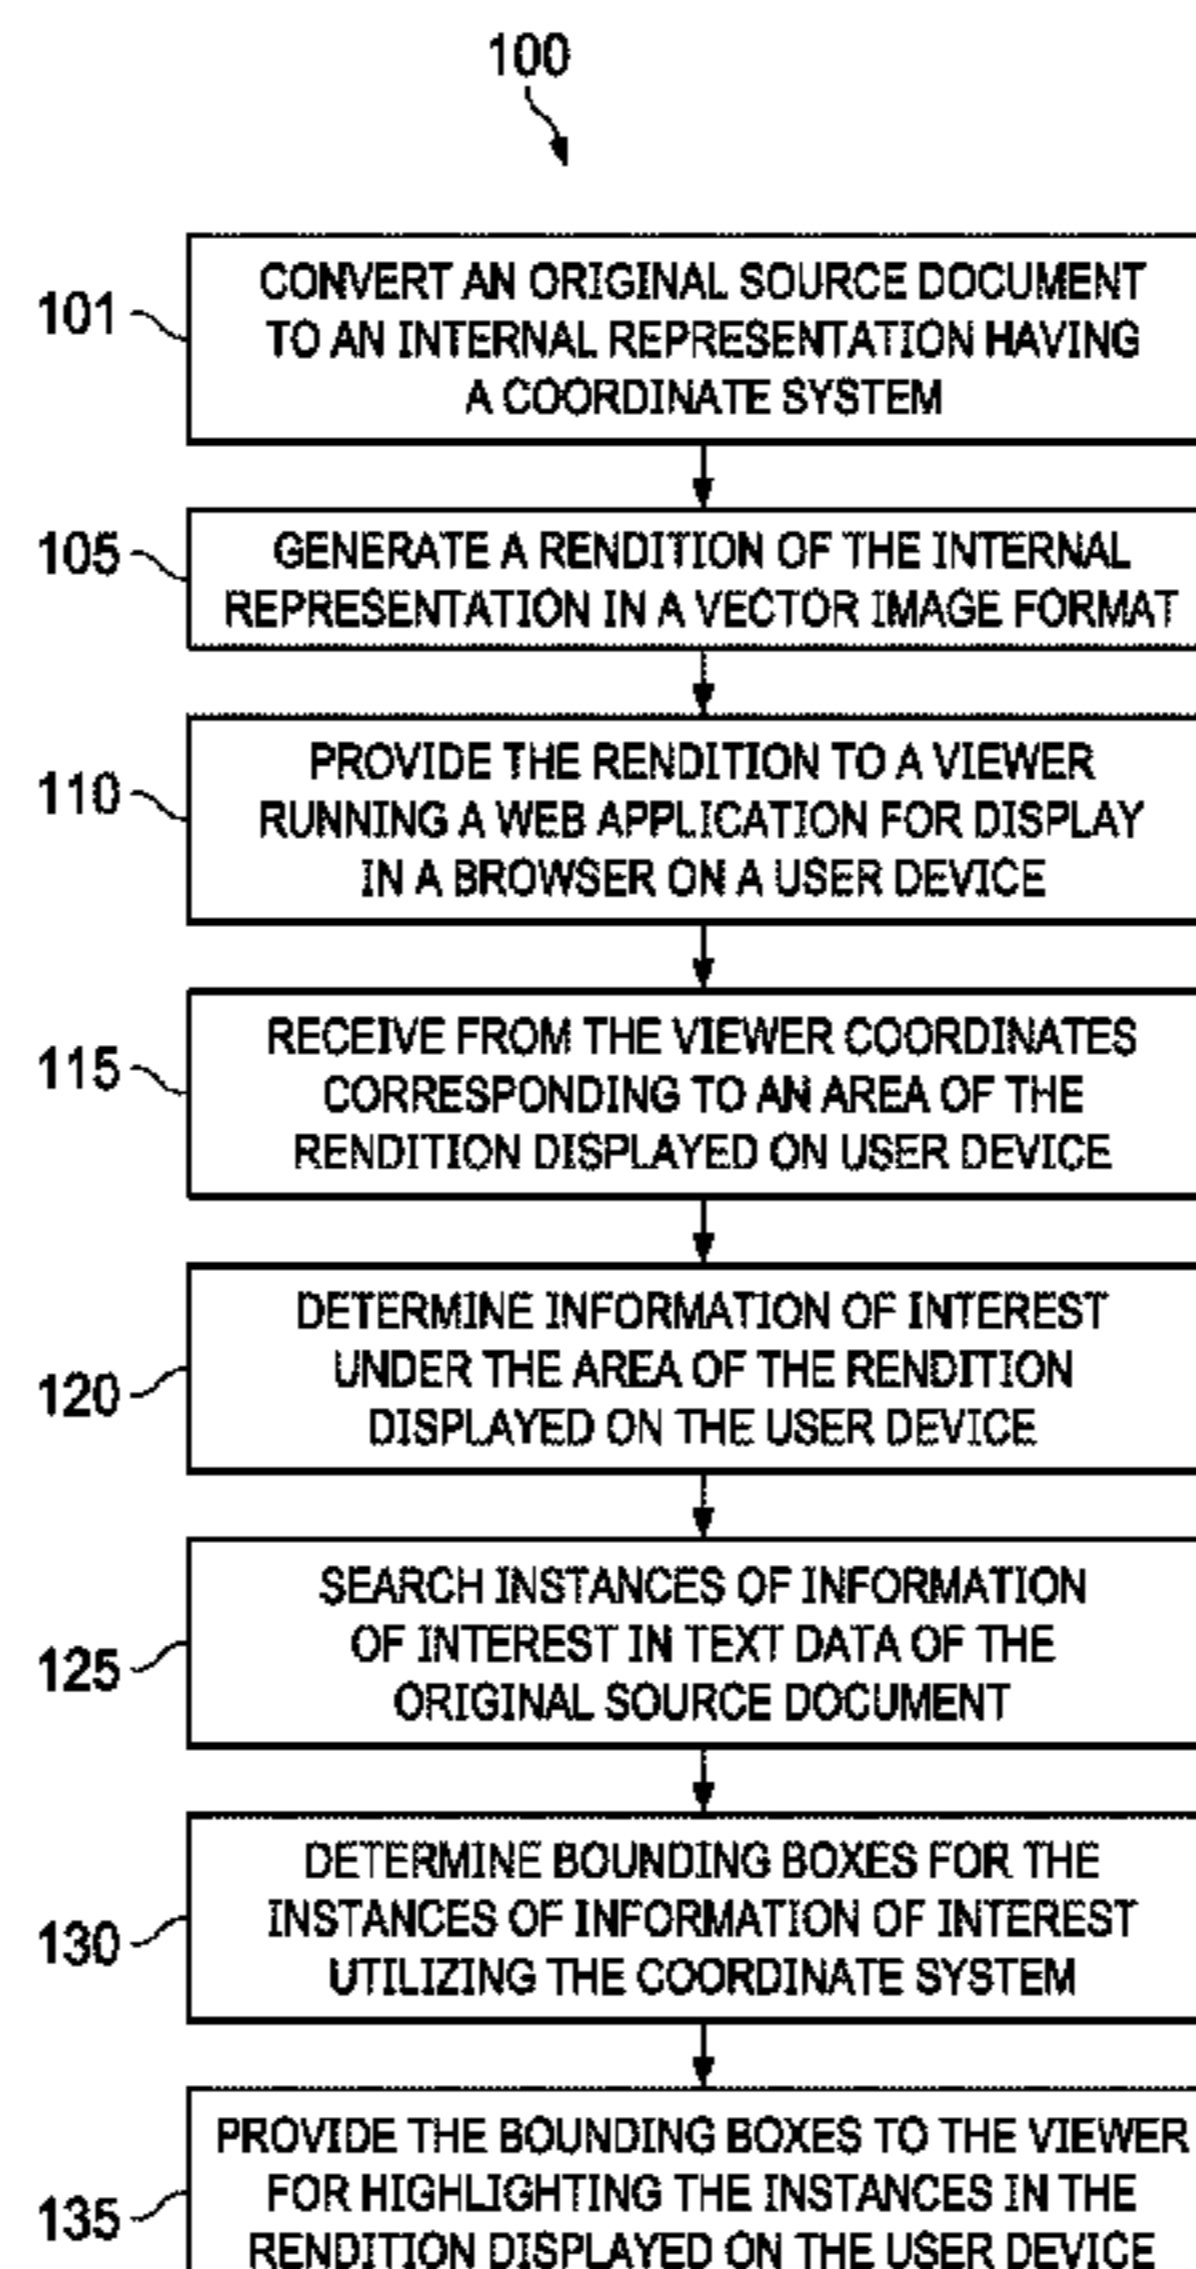 100
101
CONVERT AN ORIGINAL SOURCE DOCUMENT
TO AN INTERNAL REPRESENTATION HAVING
A COORDINATE SYSTEM
105
GENERATE A RENDITION OF THE INTERNAL
REPRESENTATION IN A VECTOR IMAGE FORMAT
110
PROVIDE THE RENDITION TO A VIEWER
RUNNING A WEB APPLICATION FOR DISPLAY
IN A BROWSER ON A USER DEVICE
115
RECEIVE FROM THE VIEWER COORDINATES
CORRESPONDING TO AN AREA OF THE
RENDITION DISPLAYED ON USER DEVICE
120
DETERMINE INFORMATION OF INTEREST
UNDER THE AREA OF THE RENDITION
DISPLAYED ON THE USER DEVICE
125
SEARCH INSTANCES OF INFORMATION
OF INTEREST IN TEXT DATA OF THE
ORIGINAL SOURCE DOCUMENT
130
DETERMINE BOUNDING BOXES FOR THE
INSTANCES OF INFORMATION OF INTEREST
UTILIZING THE COORDINATE SYSTEM
135
PROVIDE THE BOUNDING BOXES TO THE VIEWER
FOR HIGHLIGHTING THE INSTANCES IN THE
RENDITION DISPLAYED ON THE USER DEVICE